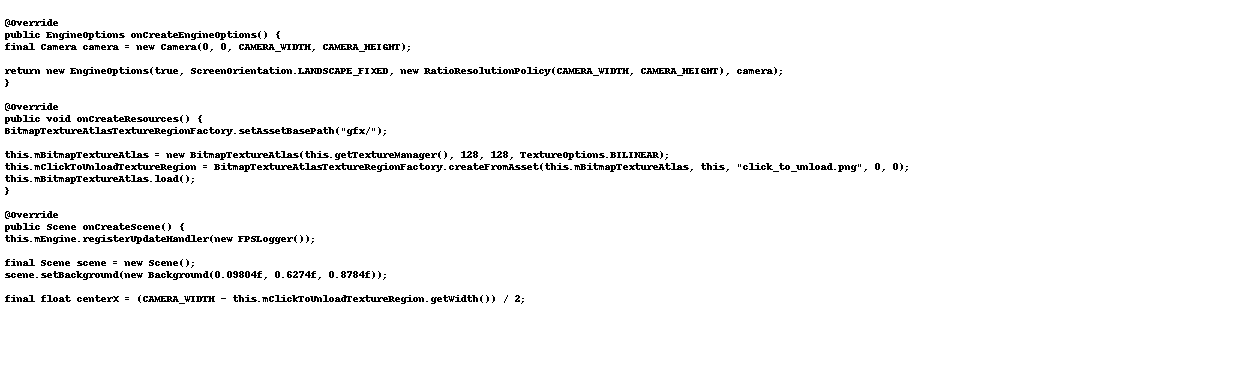 @Override
public EngineOptions onCreateEngineOptions() {
final Camera camera = new Camera(0, 0, CAMERA_WIDTH, CAMERA_HEIGHT);
return new EngineOptions(true, ScreenOrientation.LANDSCAPE_FIXED, new RatioResolutionPolicy(CAMERA_WIDTH, CAMERA_HEIGHT), camera);
}
@Override
public void onCreateResources() {
BitmapTextureAtlasTextureRegionFactory.setAssetBasePath("gfx/");
this.mBitmapTextureAtlas = new BitmapTextureAtlas(this.getTextureManager(), 128, 128, TextureOptions.BILINEAR);
this.mClickToUnloadTextureRegion = BitmapTextureAtlasTextureRegionFactory.createFromAsset(this.mBitmapTextureAtlas, this, "click_to_unload.png", 0, 0);
this.mBitmapTextureAtlas.load();
}
@Override
public Scene onCreateScene() {
this.mEngine.registerUpdateHandler(new FPSLogger());
final Scene scene = new Scene();
scene.setBackground(new Background(0.09804f, 0.6274f, 0.8784f));
final float centerX = (CAMERA_WIDTH - this.mClickToUnloadTextureRegion.getWidth()) / 2;